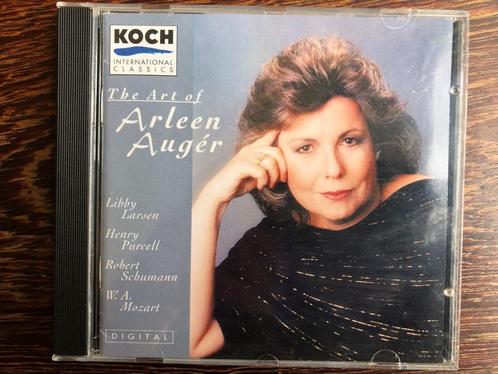 KOCH
INTERNATIONAL
CLASSICS
The Art of
Arleen
Augér
Libby
Larsen
Henry
Purcell
Robert
Schumann
W. A.
Mozart
DIGITAL